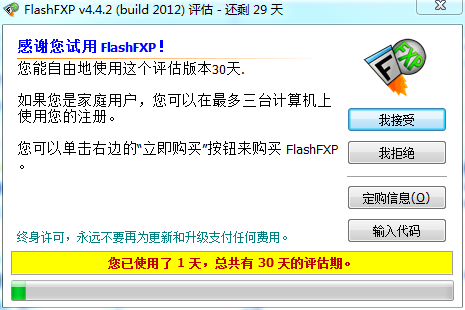 FlashFXP v4.4.2 (build 2012) 评估 - 还剩 29 天
感谢您试用 FlashFXP!
您能自由地使用这个评估版本30天.
如果您是家庭用户，您可以在最多三台计算机上
使用您的注册。
您可以单击右边的“立即购买”按钮来购买 FlashFXP
。
终身许可，永远不要再为更新和升级支付任何费用。
FXP
我接受
我拒绝
定购信息(O)
输入代码
您已使用了 1 天，总共有 30 天的评估期。